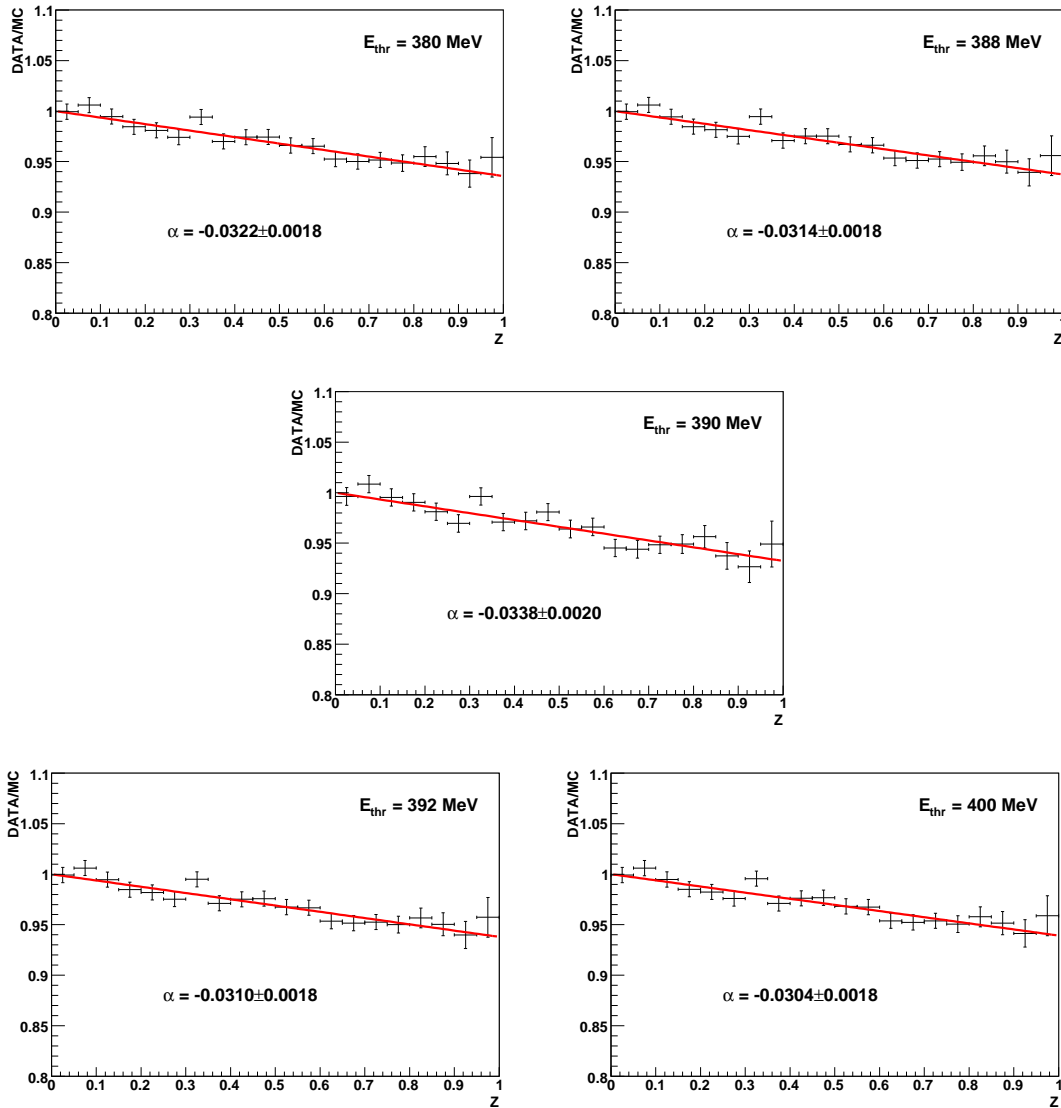 DATA/MC
E_thr = 380 MeV
α = -0.0322±0.0018
1.1
1.05
1
0.95
0.9
0.85
0.8
0 0.1 0.2 0.3 0.4 0.5 0.6 0.7 0.8 0.9 1
Z
DATA/MC
E_thr = 388 MeV
α = -0.0314±0.0018
1.1
1.05
1
0.95
0.9
0.85
0.8
0 0.1 0.2 0.3 0.4 0.5 0.6 0.7 0.8 0.9 1
Z
DATA/MC
E_thr = 390 MeV
α = -0.0338±0.0020
1.1
1.05
1
0.95
0.9
0.85
0.8
0 0.1 0.2 0.3 0.4 0.5 0.6 0.7 0.8 0.9 1
Z
DATA/MC
E_thr = 392 MeV
α = -0.0310±0.0018
1.1
1.05
1
0.95
0.9
0.85
0.8
0 0.1 0.2 0.3 0.4 0.5 0.6 0.7 0.8 0.9 1
Z
DATA/MC
E_thr = 400 MeV
α = -0.0304±0.0018
1.1
1.05
1
0.95
0.9
0.85
0.8
0 0.1 0.2 0.3 0.4 0.5 0.6 0.7 0.8 0.9 1
Z